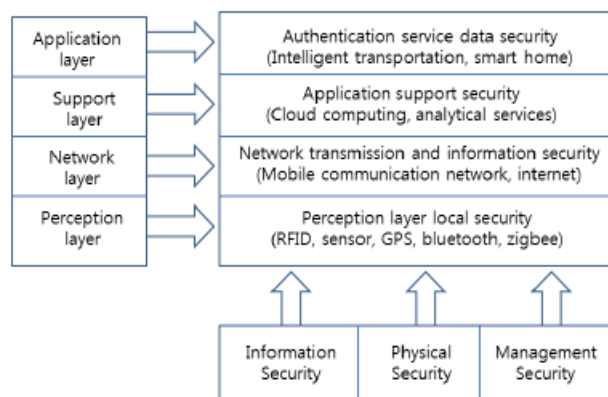 Application
layer
Authentication service data security
(Intelligent transportation, smart home)
Support
layer
Application support security
(Cloud computing, analytical services)
Network
layer
Network transmission and information security
(Mobile communication network, internet)
Perception
layer
Perception layer local security
(RFID, sensor, GPS, bluetooth, zigbee)
Information
Security
Physical
Security
Management
Security